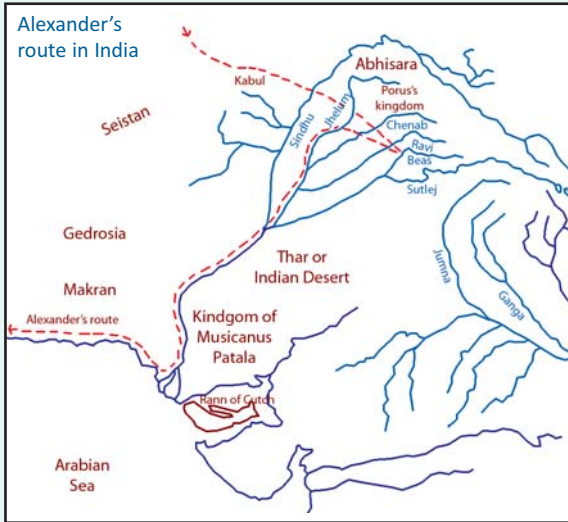 Alexander's
route in India
Abhisara
Kabul
Porus's
kingdom
Seistan
Sindhu
Jhelum
Chenab
Ravi
Beas
Sutlej
Gedrosia
Thar or
Indian Desert
Jumna
Ganga
Makran
Alexander's route
Kindgom of
Musicanus
Patala
Rann of Cutch
Arabian
Sea